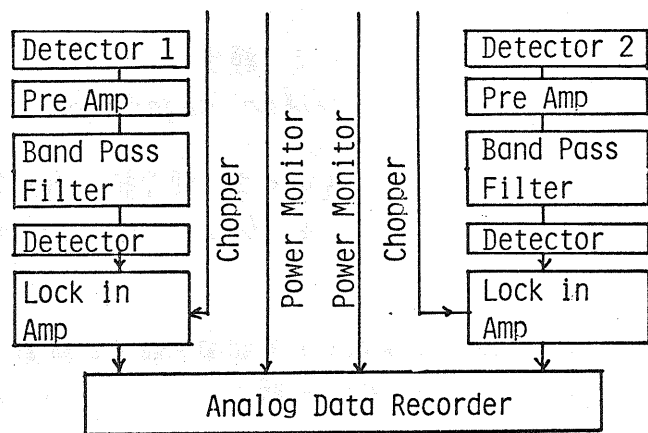 Detector 1
Pre Amp
Band Pass
Filter
Detector
Lock in
Amp
Chopper
Power Monitor
Power Monitor
Chopper
Detector 2
Pre Amp
Band Pass
Filter
Detector
Lock in
Amp
Analog Data Recorder